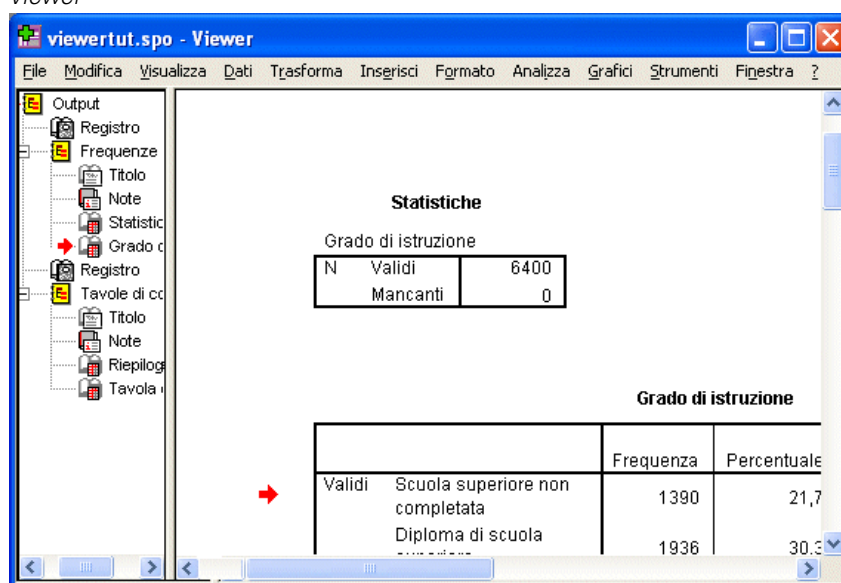 Viewer
viewertut.spo - Viewer
File Modifica Visualizza Dati Trasforma Inserisci Formato Analizza Grafici Strumenti Finestra ?
Output
Registro
Frequenze
Titolo
Note
Statistic
Grado
Registro
Tavole di
Titolo
Note
Riepilog
Tavola
Statistiche
Grado di istruzione
N Validi 6400
Mancanti 0
Grado di istruzione
Frequenza Percentuale
Validi Scuola superiore non completata 1390 21,7
Diploma di scuola 1936 30.3